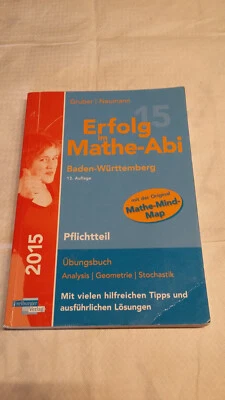 Gruber | Neumann
15
Erfolg im
Mathe-Abi
Baden-Württemberg
13. Auflage
mit der Original
Mathe-Mind-
Map
Pflichtteil
2015
Übungsbuch
Analysis | Geometrie | Stochastik
Mit vielen hilfreichen Tipps und
ausführlichen Lösungen
Freiburger
Verlag